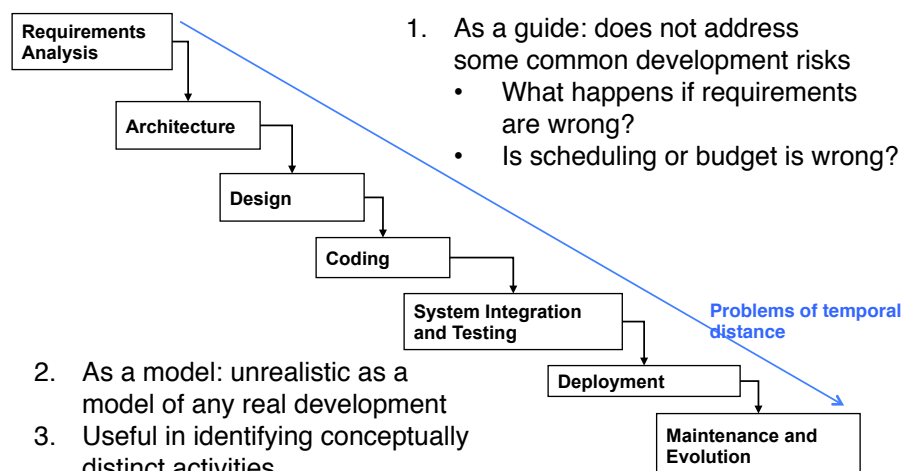 Requirements
Analysis
1. As a guide: does not address
some common development risks
• What happens if requirements
are wrong?
• Is scheduling or budget is wrong?
Architecture
Design
Coding
System Integration
and Testing
Problems of temporal
distance
Deployment
2. As a model: unrealistic as a
model of any real development
3. Useful in identifying conceptually
distinct activities
Maintenance and
Evolution